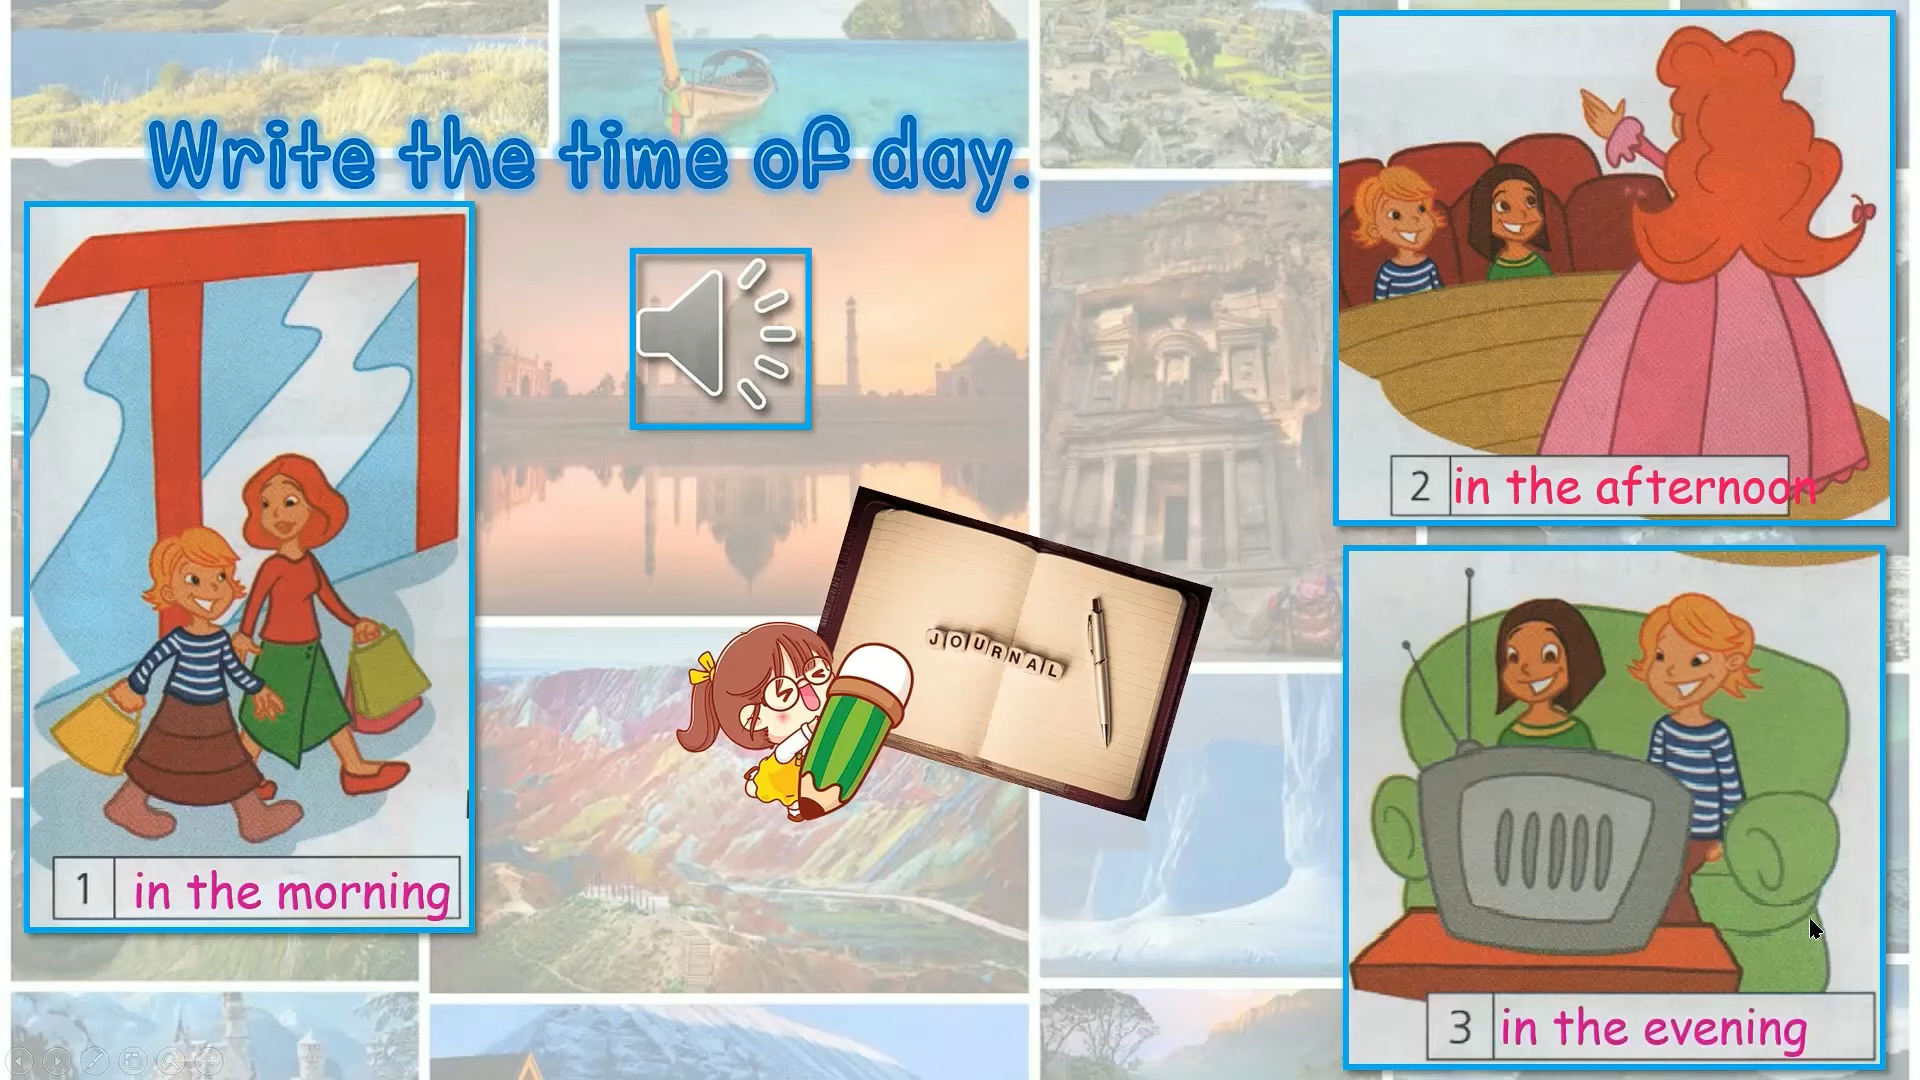 Write the time of day.
1 in the morning
2 in the afternoon
JOURNAL
3 in the evening